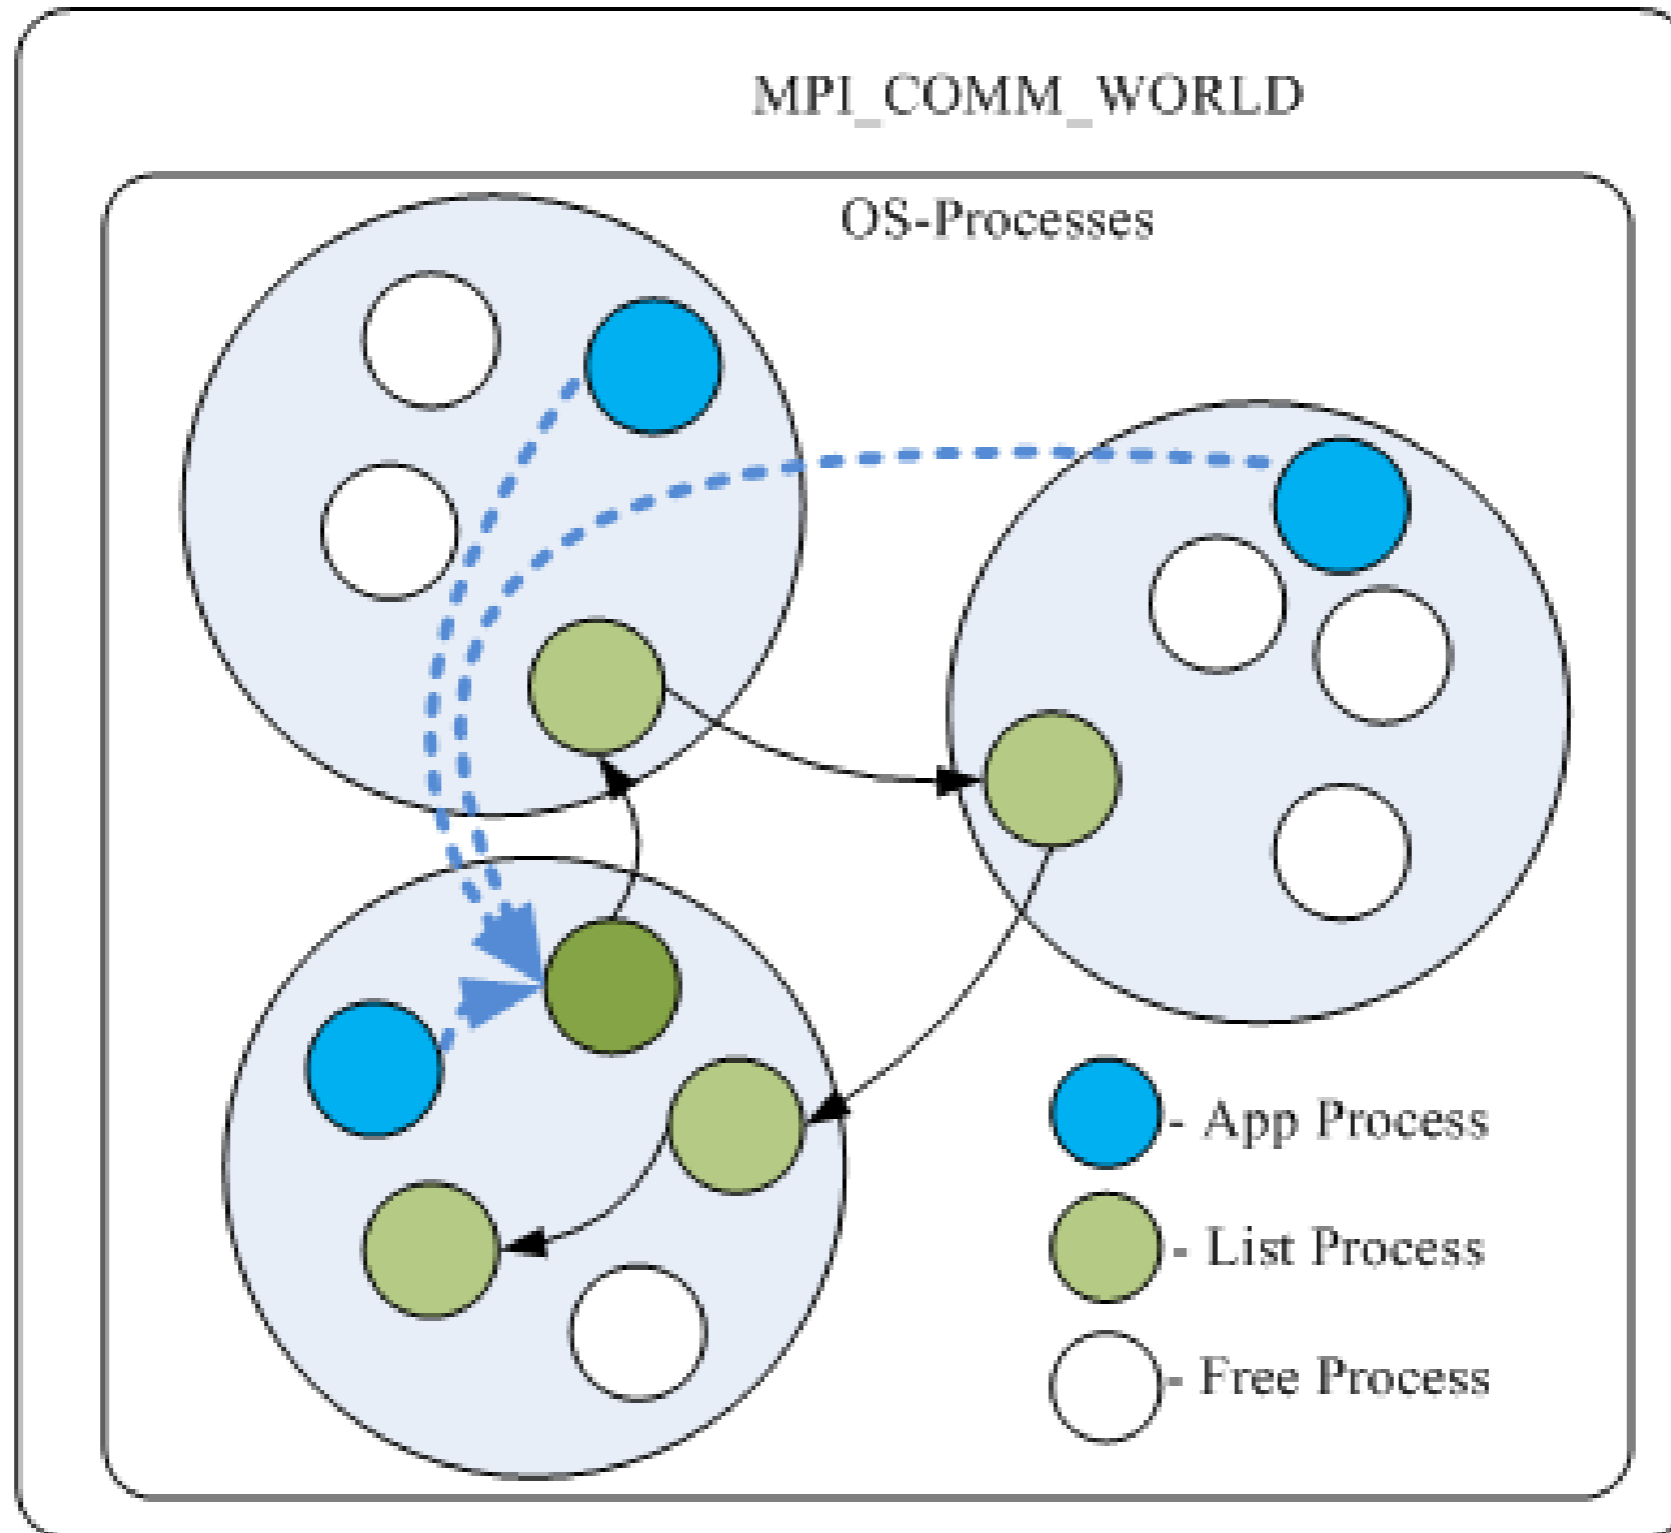 MPI_COMM_WORLD
OS-Processes
- App Process
- List Process
- Free Process